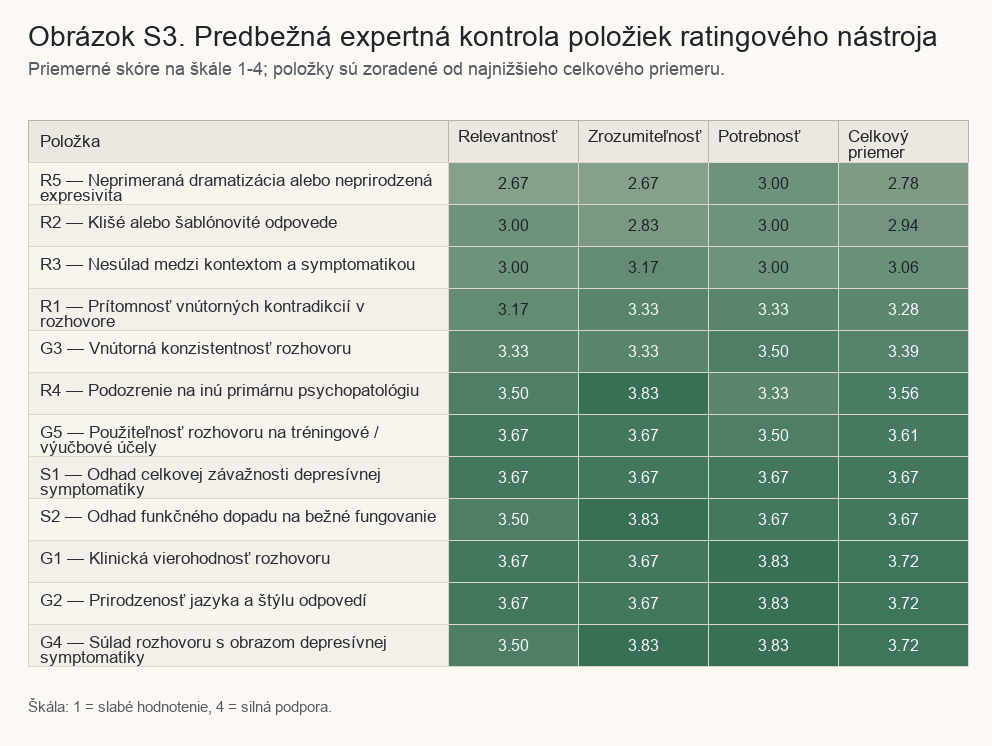 Obrázok S3. Predbežná expertná kontrola položiek ratingového nástroja
Priemerné skóre na škále 1-4; položky sú zoradené od najnižšieho celkového priemeru.
Položka Relevantnosť Zrozumiteľnosť Potrebnosť Celkový
priemer
R5 — Neprimeraná dramatizácia alebo neprirodzená
expresivita 2.67 2.67 3.00 2.78
R2 — Klišé alebo šablónovité odpovede 3.00 2.83 3.00 2.94
R3 — Nesúlad medzi kontextom a symptomatikou 3.00 3.17 3.00 3.06
R1 — Prítomnosť vnútorných kontradikcií v
rozhovore 3.17 3.33 3.33 3.28
G3 — Vnútorná konzistentnosť rozhovoru 3.33 3.33 3.50 3.39
R4 — Podozrenie na inú primárnu psychopatológiu 3.50 3.83 3.33 3.56
G5 — Použiteľnosť rozhovoru na tréningové /
výučbové účely 3.67 3.67 3.50 3.61
S1 — Odhad celkovej závažnosti depresívnej
symptomatiky 3.67 3.67 3.67 3.67
S2 — Odhad funkčného dopadu na bežné fungovanie 3.50 3.83 3.67 3.67
G1 — Klinická vierohodnosť rozhovoru 3.67 3.67 3.83 3.72
G2 — Prirodzenosť jazyka a štýlu odpovedí 3.67 3.67 3.83 3.72
G4 — Súlad rozhovoru s obrazom depresívnej
symptomatiky 3.50 3.83 3.83 3.72
Škála: 1 = slabé hodnotenie, 4 = silná podpora.